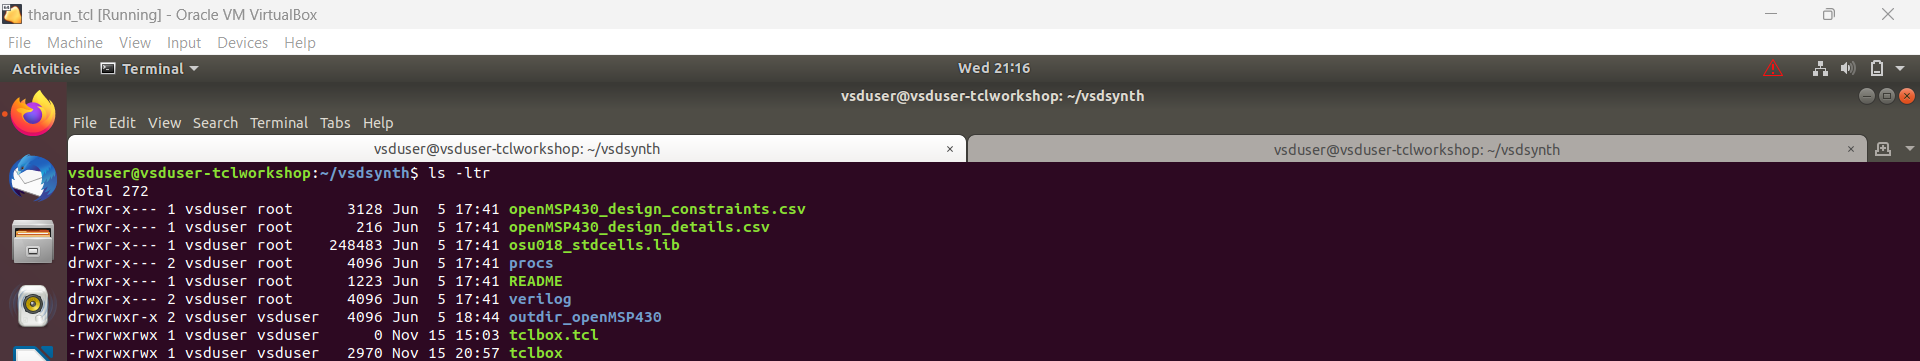 tharun_tcl [Running] - Oracle VM VirtualBox
File Machine View Input Devices Help
Activities Terminal Wed 21:16
vsduser@vsduser-tclworkshop: ~/vsdsynth
File Edit View Search Terminal Tabs Help
vsduser@vsduser-tclworkshop: ~/vsdsynth × vsduser@vsduser-tclworkshop: ~/vsdsynth ×
vsduser@vsduser-tclworkshop:~/vsdsynth$ ls -ltr
total 272
-rwxr-x--- 1 vsduser root      3128 Jun  5 17:41 openMSP430_design_constraints.csv
-rwxr-x--- 1 vsduser root       216 Jun  5 17:41 openMSP430_design_details.csv
-rwxr-x--- 1 vsduser root    248483 Jun  5 17:41 osu018_stdcells.lib
drwxr-x--- 2 vsduser root      4096 Jun  5 17:41 procs
-rwxr-x--- 1 vsduser root      1223 Jun  5 17:41 README
drwxr-x--- 2 vsduser root      4096 Jun  5 17:41 verilog
drwxrwxr-x 2 vsduser vsduser   4096 Jun  5 18:44 outdir_openMSP430
-rwxrwxrwx 1 vsduser vsduser      0 Nov 15 15:03 tclbox.tcl
-rwxrwxrwx 1 vsduser vsduser   2970 Nov 15 20:57 tclbox